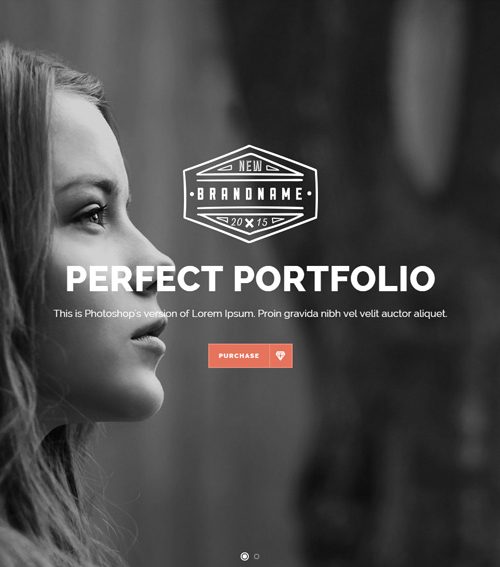 NEW
BRANDNAME
20 15
PERFECT PORTFOLIO
This is Photoshop's version of Lorem Ipsum. Proin gravida nibh vel velit auctor aliquet.
PURCHASE